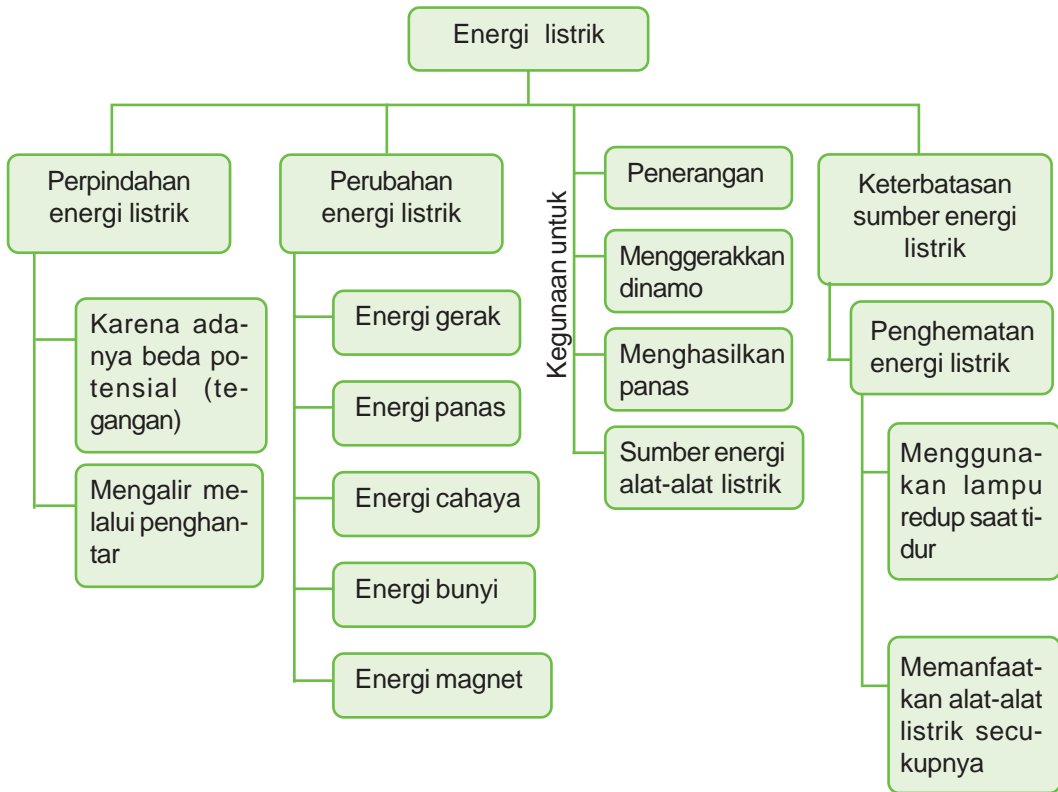 Energi listrik
Perpindahan
energi listrik
Karena ada-
nya beda po-
tensial (te-
gangan)
Mengalir me-
lalui penghan-
tar
Perubahan
energi listrik
Energi gerak
Energi panas
Energi cahaya
Energi bunyi
Energi magnet
Kegunaan untuk
Penerangan
Menggerakkan
dinamo
Menghasilkan
panas
Sumber energi
alat-alat listrik
Keterbatasan
sumber energi
listrik
Penghematan
energi listrik
Mengguna-
kan lampu
redup saat ti-
dur
Memanfaat-
kan alat-alat
listrik secu-
kupnya